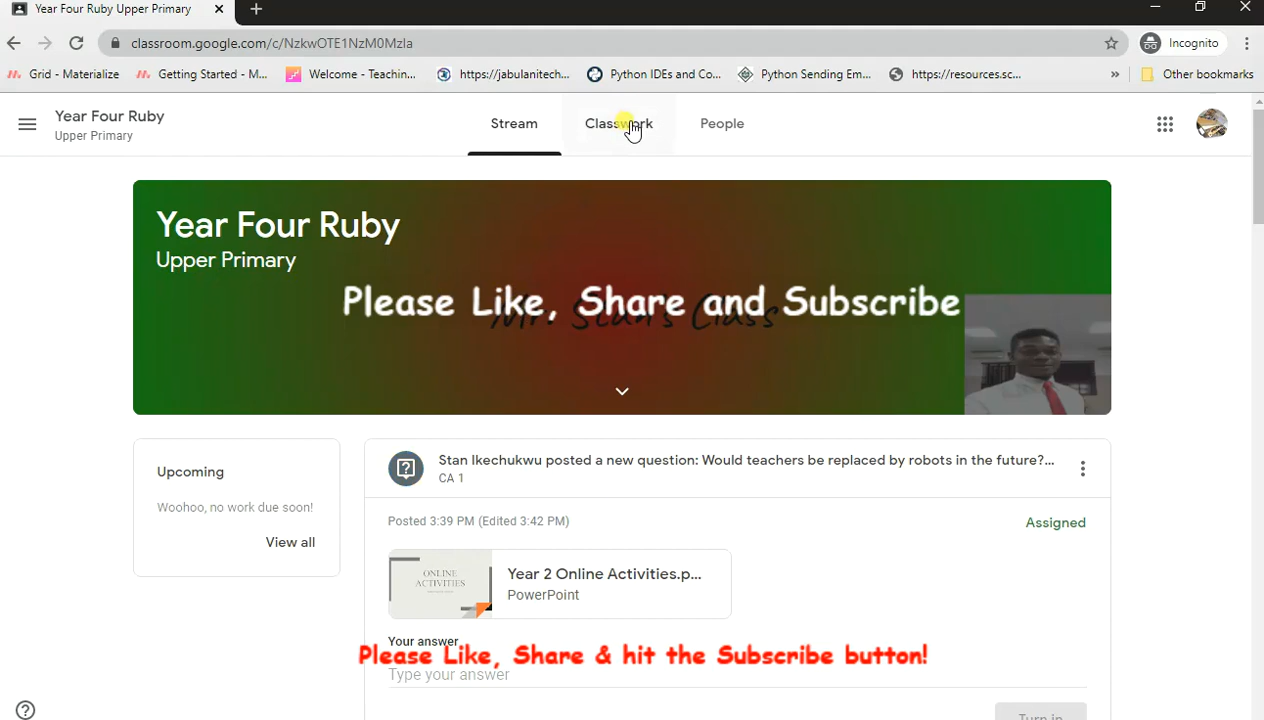 Year Four Ruby Upper Primary
classroom.google.com/c/NzkwOTE1NzM0Mzla
Incognito
Grid - Materialize
Getting Started - M...
Welcome - Teachin...
https://jabulanitech...
Python IDEs and Co...
Python Sending Em...
https://resources.sc...
»
Other bookmarks
Year Four Ruby
Upper Primary
Stream
Classwork
People
Year Four Ruby
Upper Primary
Please Like, Share and Subscribe
Mr. Stan's Class
Upcoming
Woohoo, no work due soon!
View all
Stan Ikechukwu posted a new question: Would teachers be replaced by robots in the future?...
CA 1
Posted 3:39 PM (Edited 3:42 PM)
Assigned
ONLINE
ACTIVITIES
Year 2 Online Activities.p...
PowerPoint
Your answer
Please Like, Share & hit the Subscribe button!
Type your answer
Turn in